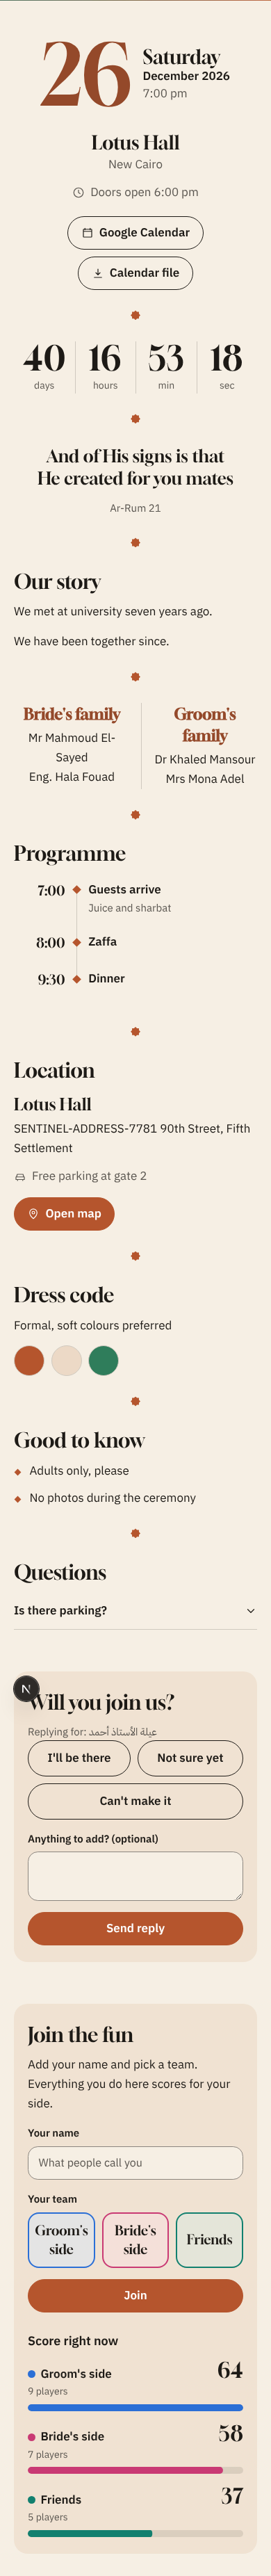 26
Saturday
December 2026
7:00 pm
Lotus Hall
New Cairo
Doors open 6:00 pm
Google Calendar
Calendar file
40 16 53 18
days hours min sec
And of His signs is that
He created for you mates
Ar-Rum 21
Our story
We met at university seven years ago.
We have been together since.
Bride's family
Mr Mahmoud El-
Sayed
Eng. Hala Fouad
Groom's
family
Dr Khaled Mansour
Mrs Mona Adel
Programme
7:00 Guests arrive
Juice and sharbat
8:00 Zaffa
9:30 Dinner
Location
Lotus Hall
SENTINEL-ADDRESS-7781 90th Street, Fifth
Settlement
Free parking at gate 2
Open map
Dress code
Formal, soft colours preferred
Good to know
Adults only, please
No photos during the ceremony
Questions
Is there parking?
N
Will you join us?
Replying for: عيلة الأستاذ أحمد
I'll be there Not sure yet
Can't make it
Anything to add? (optional)
Send reply
Join the fun
Add your name and pick a team.
Everything you do here scores for your
side.
Your name
What people call you
Your team
Groom's
side
Bride's
side
Friends
Join
Score right now
Groom's side 64
9 players
Bride's side 58
7 players
Friends 37
5 players